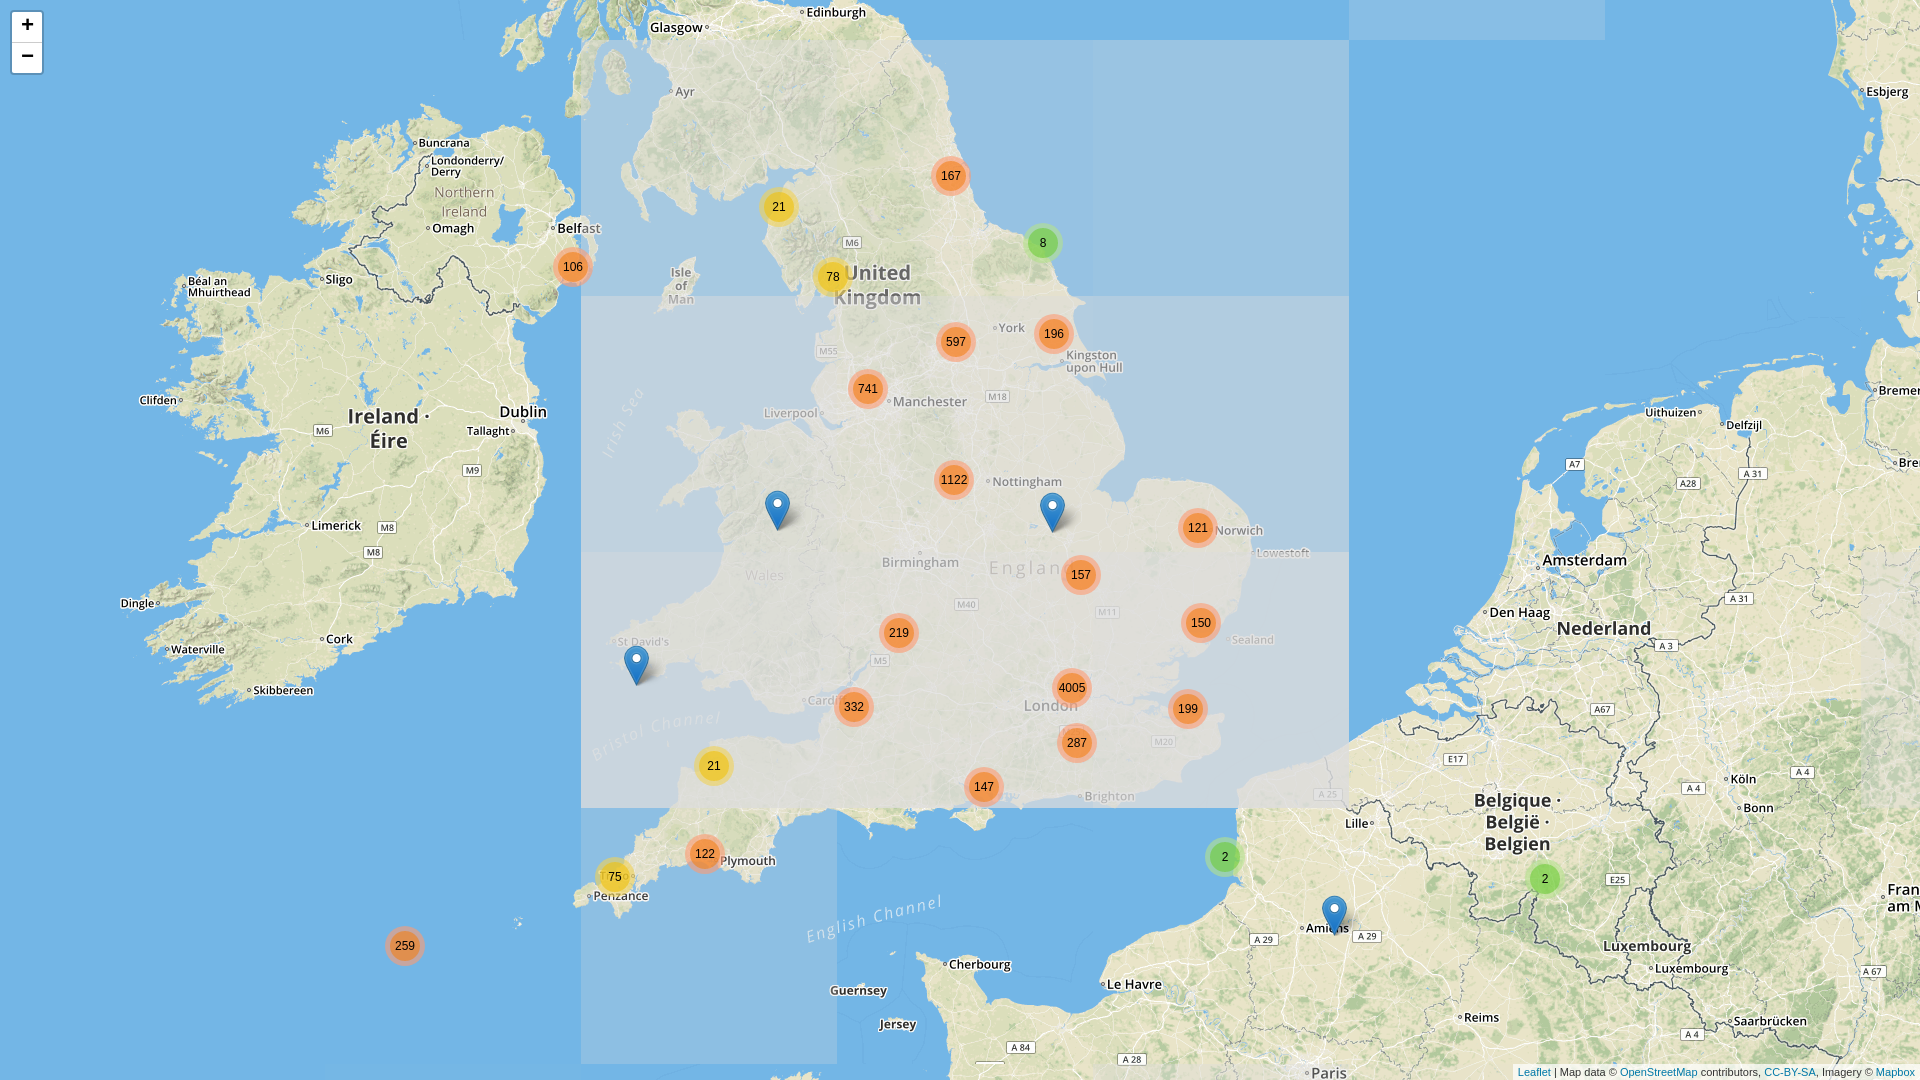 +
−
Edinburgh
Glasgow
Ayr
Esbjerg
Buncrana
Londonderry/
Derry
167
Northern
Ireland
21
Omagh
Belfast
M6
8
106
Isle
of
Man
78
United
Kingdom
Béal an
Mhuirthead
Sligo
York
196
597
M55
Kingston
upon Hull
741
Bremer
Clifden
Manchester
M18
Liverpool
Dublin
Ireland ·
Éire
M6
Tallaght
Irish Sea
Uithuizen
Delfzijl
M9
A7
A 31
A28
Bre
1122
Nottingham
Limerick
M8
121
Norwich
M8
Lowestoft
Birmingham
England
Wales
157
Amsterdam
Dingle
M40
M11
A 31
Den Haag
219
150
Nederland
Cork
St David's
Sealand
Waterville
M5
A 3
Skibbereen
4005
Cardiff
332
London
199
A67
Bristol Channel
287
M20
E17
21
A 4
147
Brighton
A 25
Köln
A 4
Belgique ·
België ·
Belgien
Bonn
Lille
122
Plymouth
2
75
Penzance
2
E25
Fran
am M
English Channel
259
Amiens
A 29
A 29
Luxembourg
Luxembourg
Cherbourg
A 67
Guernsey
Le Havre
Jersey
Reims
Saarbrücken
A 4
A 84
A 28
Paris
Leaflet | Map data © OpenStreetMap contributors, CC-BY-SA, Imagery © Mapbox